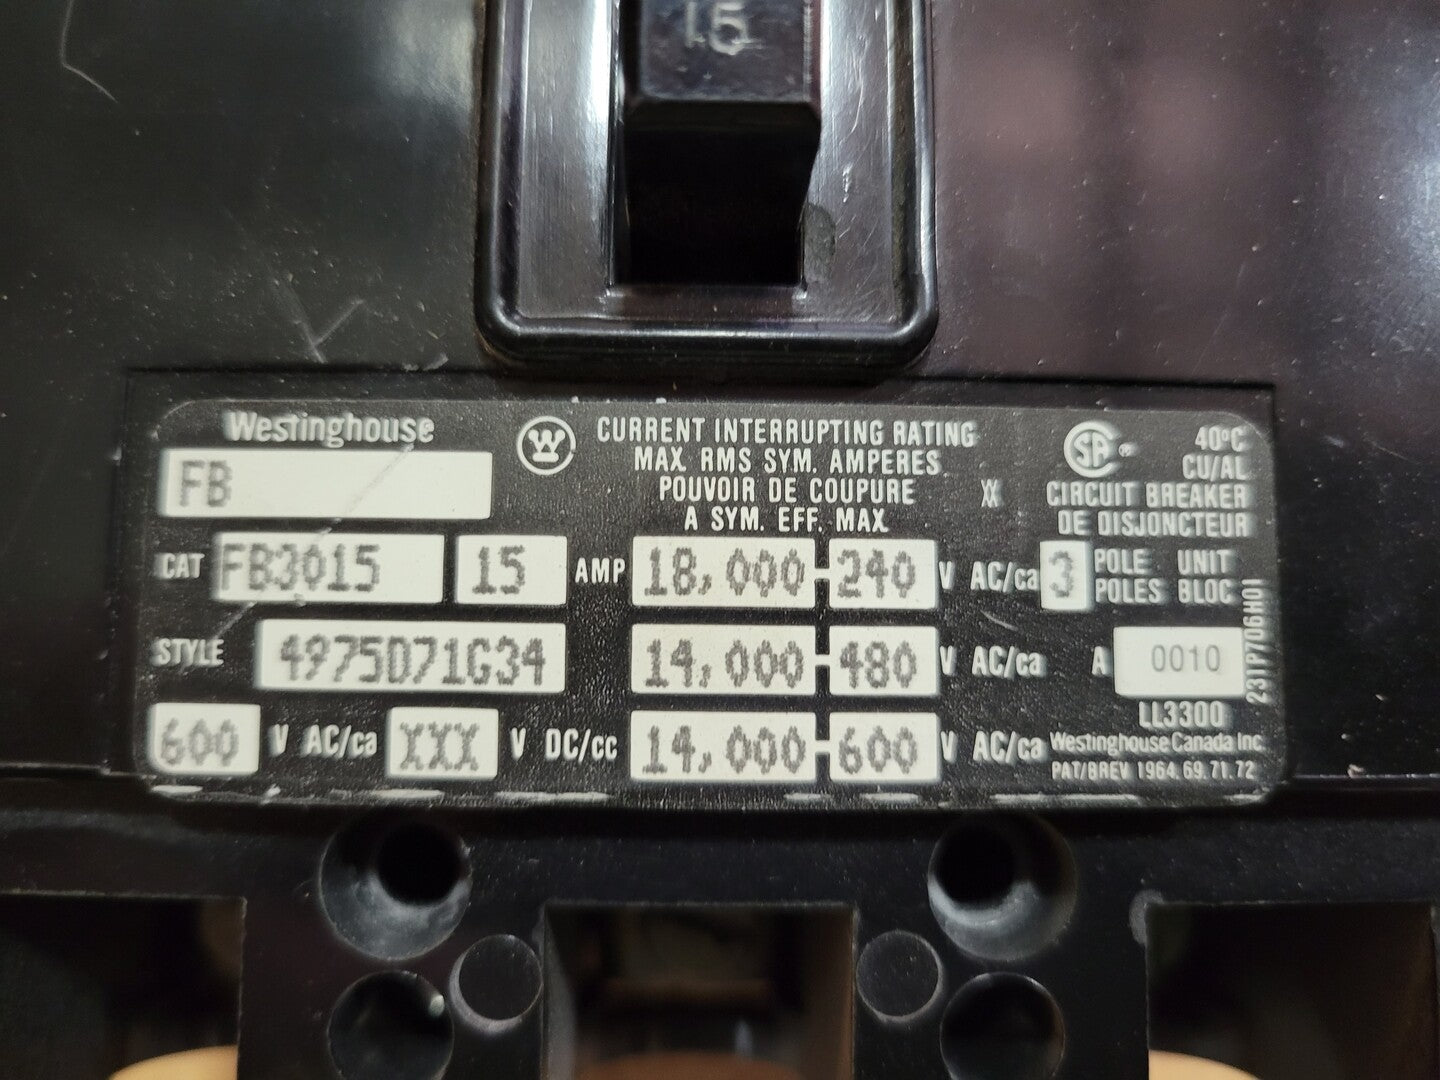 15
Westinghouse
FB
W
CURRENT INTERRUPTING RATING
MAX. RMS SYM. AMPERES
POUVOIR DE COUPURE
A SYM. EFF. MAX.
SA ®
40°C
CU/AL
CIRCUIT BREAKER
DE DISJONCTEUR
CAT FB3015 15 AMP 18,000-240 V AC/ca 3 POLE UNIT
POLES BLOC
STYLE 4975D71G34 14,000-480 V AC/ca A 0010
LL3300
600 V AC/ca XXX V DC/cc 14,000-600 V AC/ca Westinghouse Canada Inc
PAT/BREV 1964.69.71.72
231P706H01